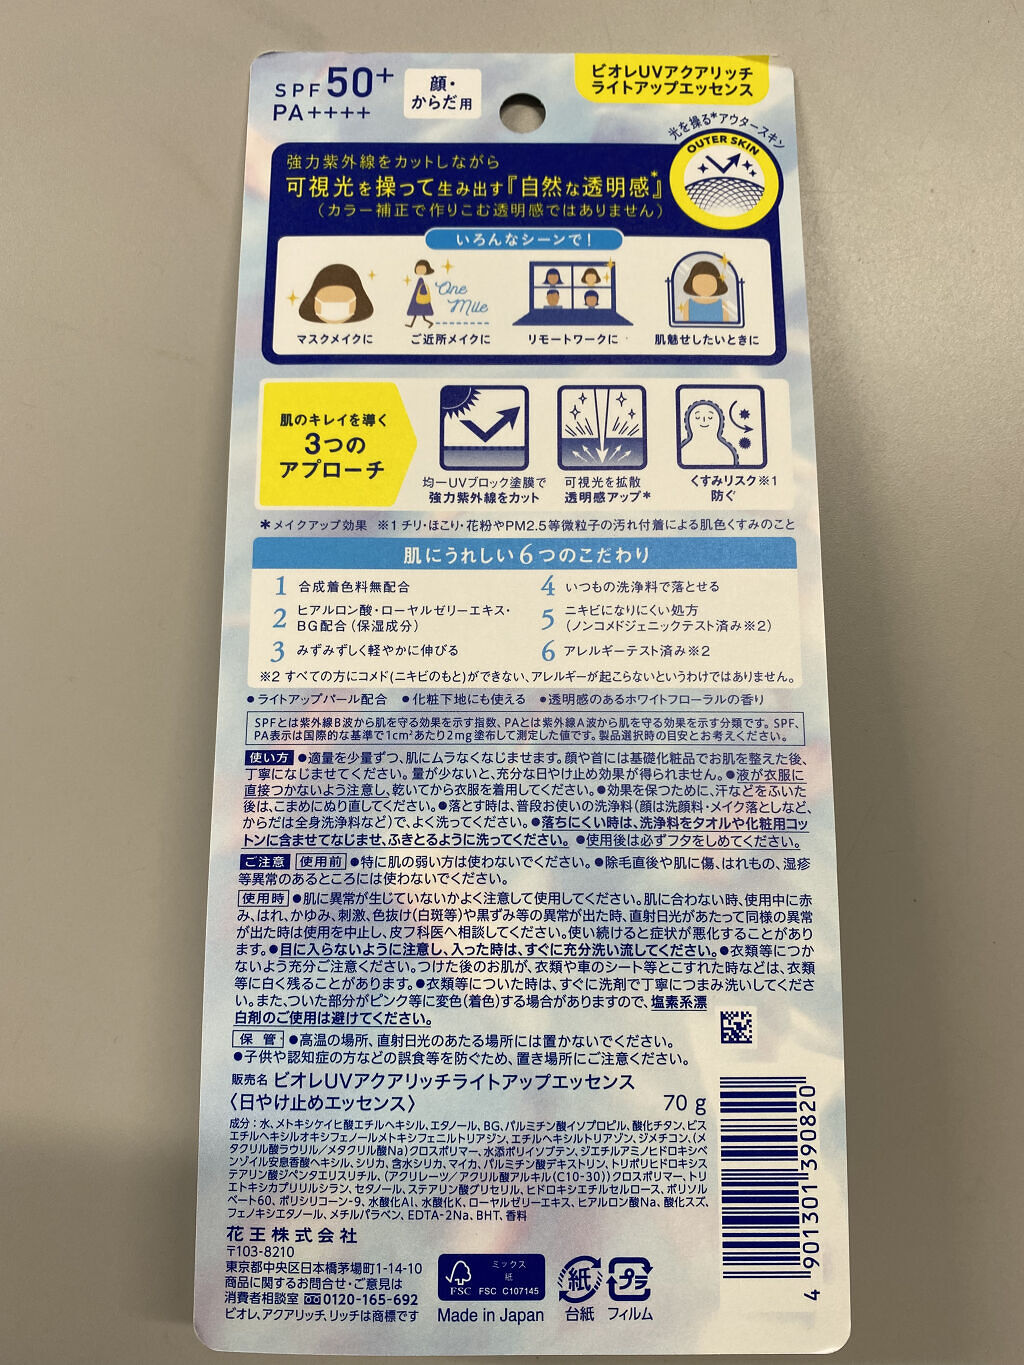 SPF50+
PA++++
顔・
からだ用
ビオレUVアクアリッチ
ライトアップエッセンス
光を操る*アウタースキン
OUTER SKIN
強力紫外線をカットしながら
可視光を操って生み出す『自然な透明感*』
（カラー補正で作りこむ透明感ではありません）
いろんなシーンで！
One
Mile
マスクメイクに
ご近所メイクに
リモートワークに
肌魅せしたいときに
肌のキレイを導く
3つの
アプローチ
均一UVブロック塗膜で
強力紫外線をカット
可視光を拡散
透明感アップ*
くすみリスク※1
防ぐ
*メイクアップ効果 ※1 チリ・ほこり・花粉やPM2.5等微粒子の汚れ付着による肌色くすみのこと
肌にうれしい6つのこだわり
1 合成着色料無配合
2 ヒアルロン酸・ローヤルゼリーエキス・
BG配合（保湿成分）
3 みずみずしく軽やかに伸びる
4 いつもの洗浄料で落とせる
5 ニキビになりにくい処方
（ノンコメドジェニックテスト済み※2）
6 アレルギーテスト済み※2
※2 すべての方にコメド（ニキビのもと）ができない、アレルギーが起こらないというわけではありません。
●ライトアップパール配合 ●化粧下地にも使える ●透明感のあるホワイトフローラルの香り
SPFとは紫外線B波から肌を守る効果を示す指数、PAとは紫外線A波から肌を守る効果を示す分類です。SPF、
PA表示は国際的な基準で1cm²あたり2mg塗布して測定した値です。製品選択時の目安とお考えください。
使い方 ●適量を少量ずつ、肌にムラなくなじませます。顔や首には基礎化粧品でお肌を整えた後、
丁寧になじませてください。量が少ないと、充分な日やけ止め効果が得られません。●液が衣服に
直接つかないよう注意し、乾いてから衣服を着用してください。●効果を保つために、汗などをふいた
後は、こまめにぬり直してください。●落とす時は、普段お使いの洗浄料（顔は洗顔料・メイク落としなど、
からだは全身洗浄料など）で、よく洗ってください。●落ちにくい時は、洗浄料をタオルや化粧用コッ
トンに含ませてなじませ、ふきとるように洗ってください。●使用後は必ずフタをしめてください。
ご注意 使用前 ●特に肌の弱い方は使わないでください。●除毛直後や肌に傷、はれもの、湿疹
等異常のあるところには使わないでください。
使用時 ●肌に異常が生じていないかよく注意して使用してください。肌に合わない時、使用中に赤
み、はれ、かゆみ、刺激、色抜け（白斑等）や黒ずみ等の異常が出た時、直射日光があたって同様の異常
が出た時は使用を中止し、皮フ科医へ相談してください。使い続けると症状が悪化することがあり
ます。●目に入らないように注意し、入った時は、すぐに充分洗い流してください。●衣類等につか
ないよう充分ご注意ください。つけた後のお肌が、衣類や車のシート等とこすれた時などは、衣類
等に白く残ることがあります。●衣類等についた時は、すぐに洗剤で丁寧につまみ洗いしてくださ
い。また、ついた部分がピンク等に変色（着色）する場合がありますので、塩素系漂
白剤のご使用は避けてください。
保管 ●高温の場所、直射日光のあたる場所には置かないでください。
●子供や認知症の方などの誤食等を防ぐため、置き場所にご注意ください。
販売名 ビオレUVアクアリッチライトアップエッセンス
〈日やけ止めエッセンス〉 70g
成分：水、メトキシケイヒ酸エチルヘキシル、エタノール、BG、パルミチン酸イソプロピル、酸化チタン、ビス
エチルヘキシルオキシフェノールメトキシフェニルトリアジン、エチルヘキシルトリアゾン、ジメチコン、（メ
タクリル酸ラウリル／メタクリル酸Na）クロスポリマー、水添ポリイソブテン、ジエチルアミノヒドロキシベ
ンゾイル安息香酸ヘキシル、シリカ、含水シリカ、マイカ、パルミチン酸デキストリン、トリポリヒドロキシス
テアリン酸ジペンタエリスリチル、（アクリレーツ／アクリル酸アルキル（C10-30））クロスポリマー、トリ
エトキシカプリリルシラン、セタノール、ステアリン酸グリセリル、ヒドロキシエチルセルロース、ポリソル
ベート60、ポリシリコーン-9、水酸化Al、水酸化K、ローヤルゼリーエキス、ヒアルロン酸Na、酸化スズ、
フェノキシエタノール、メチルパラベン、EDTA-2Na、BHT、香料
花王株式会社
〒103-8210
東京都中央区日本橋茅場町1-14-10
商品に関するお問合せ・ご意見は
消費者相談室 0120-165-692
ビオレ、アクアリッチ、リッチは商標です
FSC
ミックス
紙
FSC C107145
Made in Japan
紙
台紙
プラ
フィルム
4 901301 390820